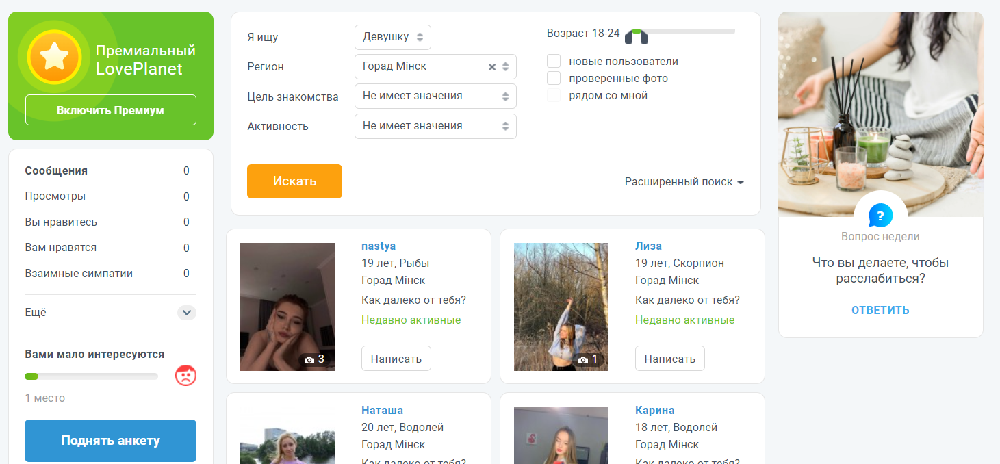 Премиальный
LovePlanet
Включить Премиум
Сообщения 0
Просмотры 0
Вы нравитесь 0
Вам нравятся 0
Взаимные симпатии 0
Ещё
Вами мало интересуются
1 место
Поднять анкету
Я ищу Девушку
Регион Горад Мінск
Цель знакомства Не имеет значения
Активность Не имеет значения
Возраст 18-24
новые пользователи
проверенные фото
рядом со мной
Искать
Расширенный поиск
nastya
19 лет, Рыбы
Горад Мінск
Как далеко от тебя?
Недавно активные
Написать
3
Лиза
19 лет, Скорпион
Горад Мінск
Как далеко от тебя?
Недавно активные
Написать
1
Наташа
20 лет, Водолей
Горад Мінск
Как далеко от тебя?
Карина
18 лет, Водолей
Горад Мінск
Как далеко от тебя?
?
Вопрос недели
Что вы делаете, чтобы
расслабиться?
ОТВЕТИТЬ